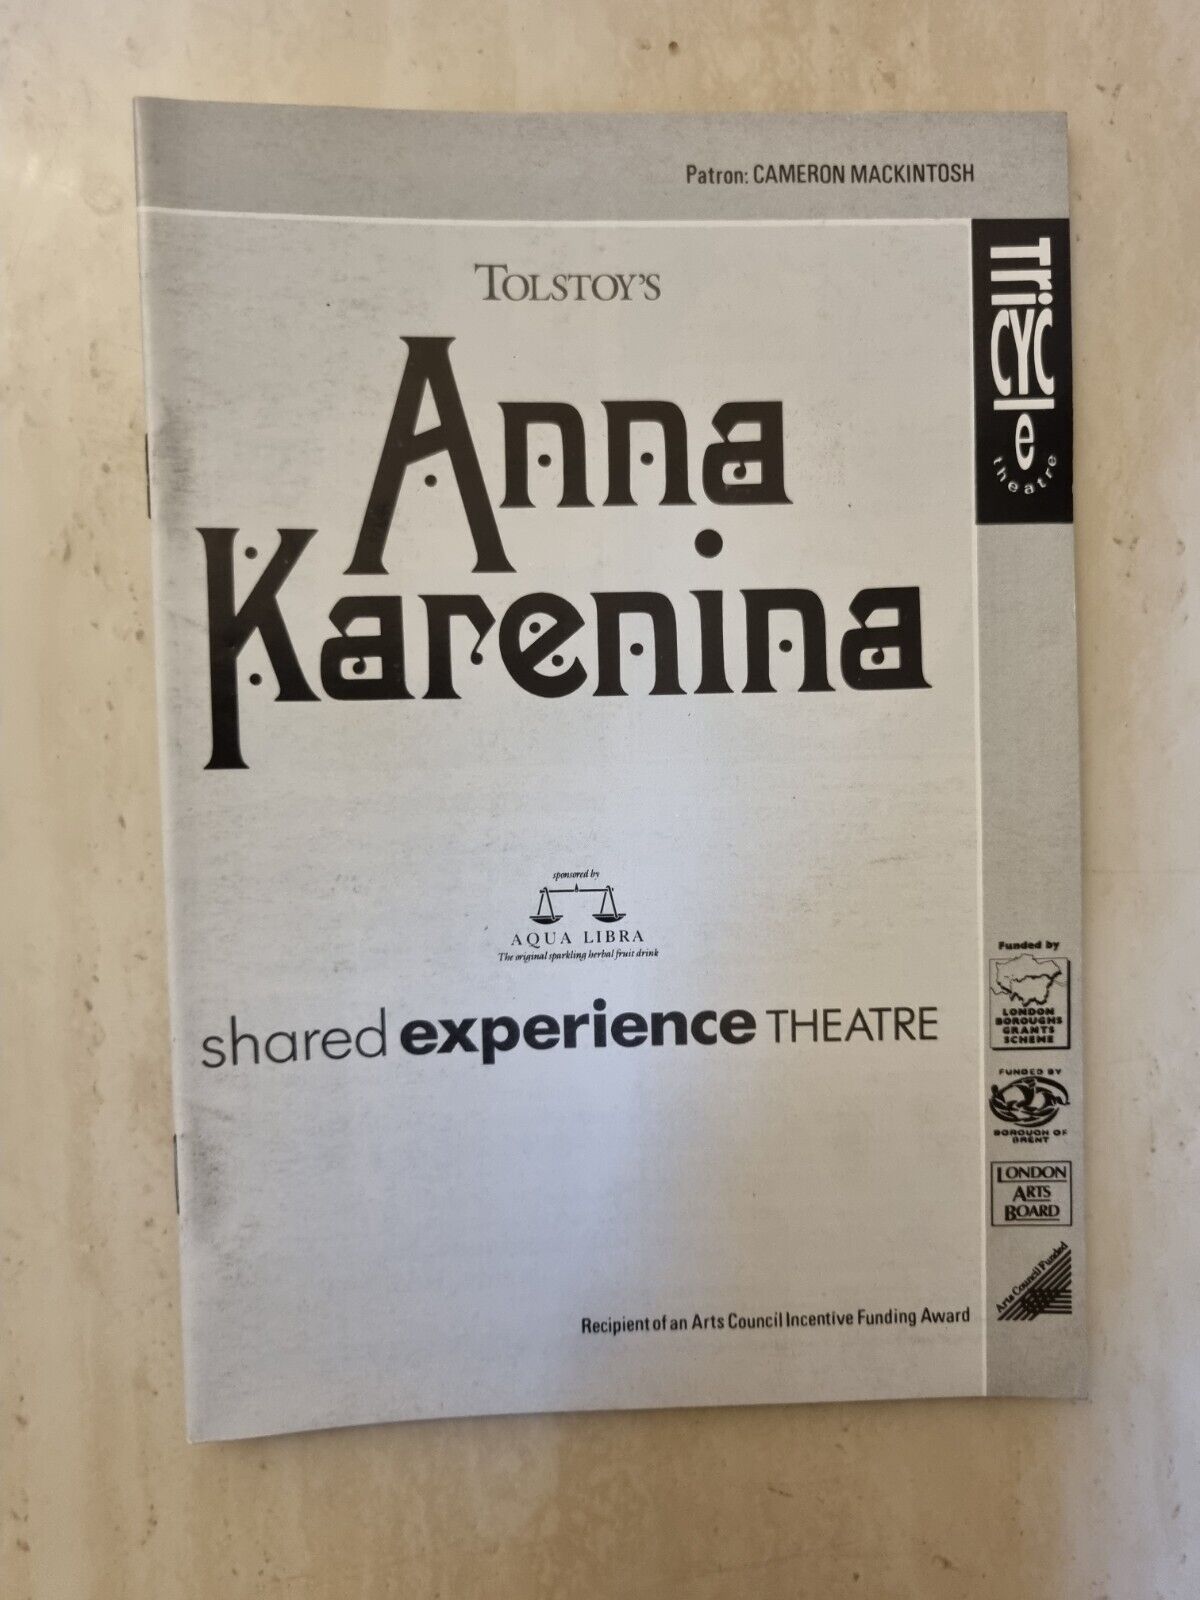 Patron: CAMERON MACKINTOSH
TOLSTOY'S
Anna
Karenina
TRiCYCle
theatre
sponsored by
AQUA LIBRA
The original sparkling herbal fruit drink
shared experience THEATRE
Funded by
LONDON
BOROUGHS
GRANTS
SCHEME
FUNDED BY
BOROUGH OF
BRENT
LONDON
ARTS
BOARD
Arts Council Funded
Recipient of an Arts Council Incentive Funding Award